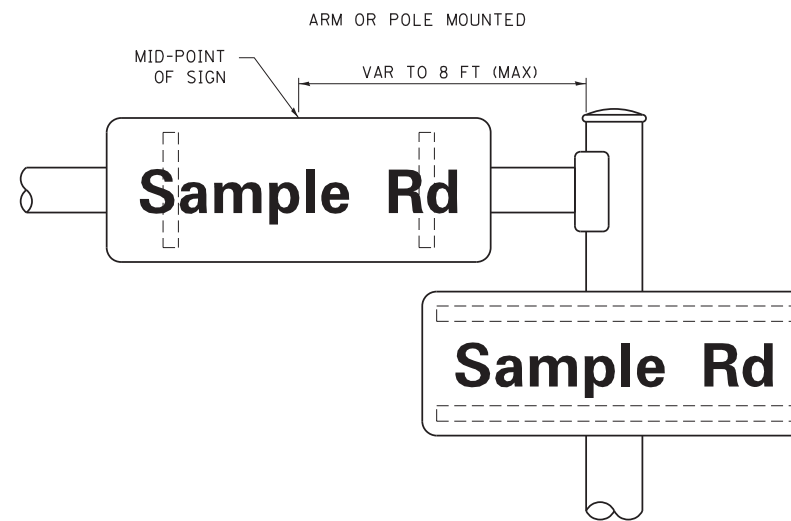 ARM OR POLE MOUNTED
MID-POINT
OF SIGN
VAR TO 8 FT (MAX)
Sample Rd
Sample Rd